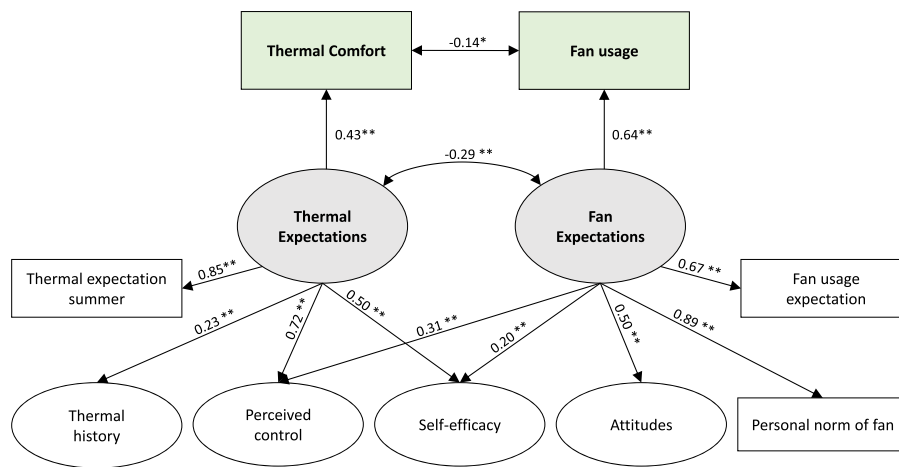 Thermal Comfort
-0.14*
Fan usage
0.43**
0.64**
-0.29 **
Thermal
Expectations
Fan
Expectations
Thermal expectation
summer
0.85**
0.67 **
Fan usage
expectation
0.23 **
0.72 **
0.50 **
0.31 **
0.20 **
0.50 **
0.89 **
Thermal
history
Perceived
control
Self-efficacy
Attitudes
Personal norm of fan